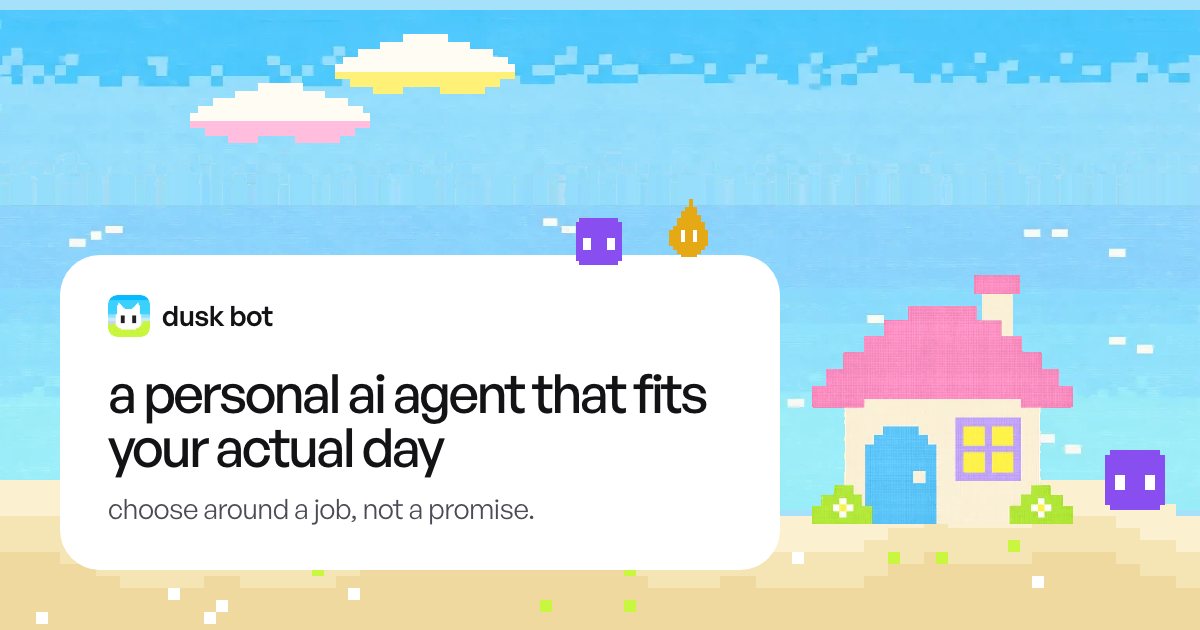 dusk bot
a personal ai agent that fits
your actual day
choose around a job, not a promise.